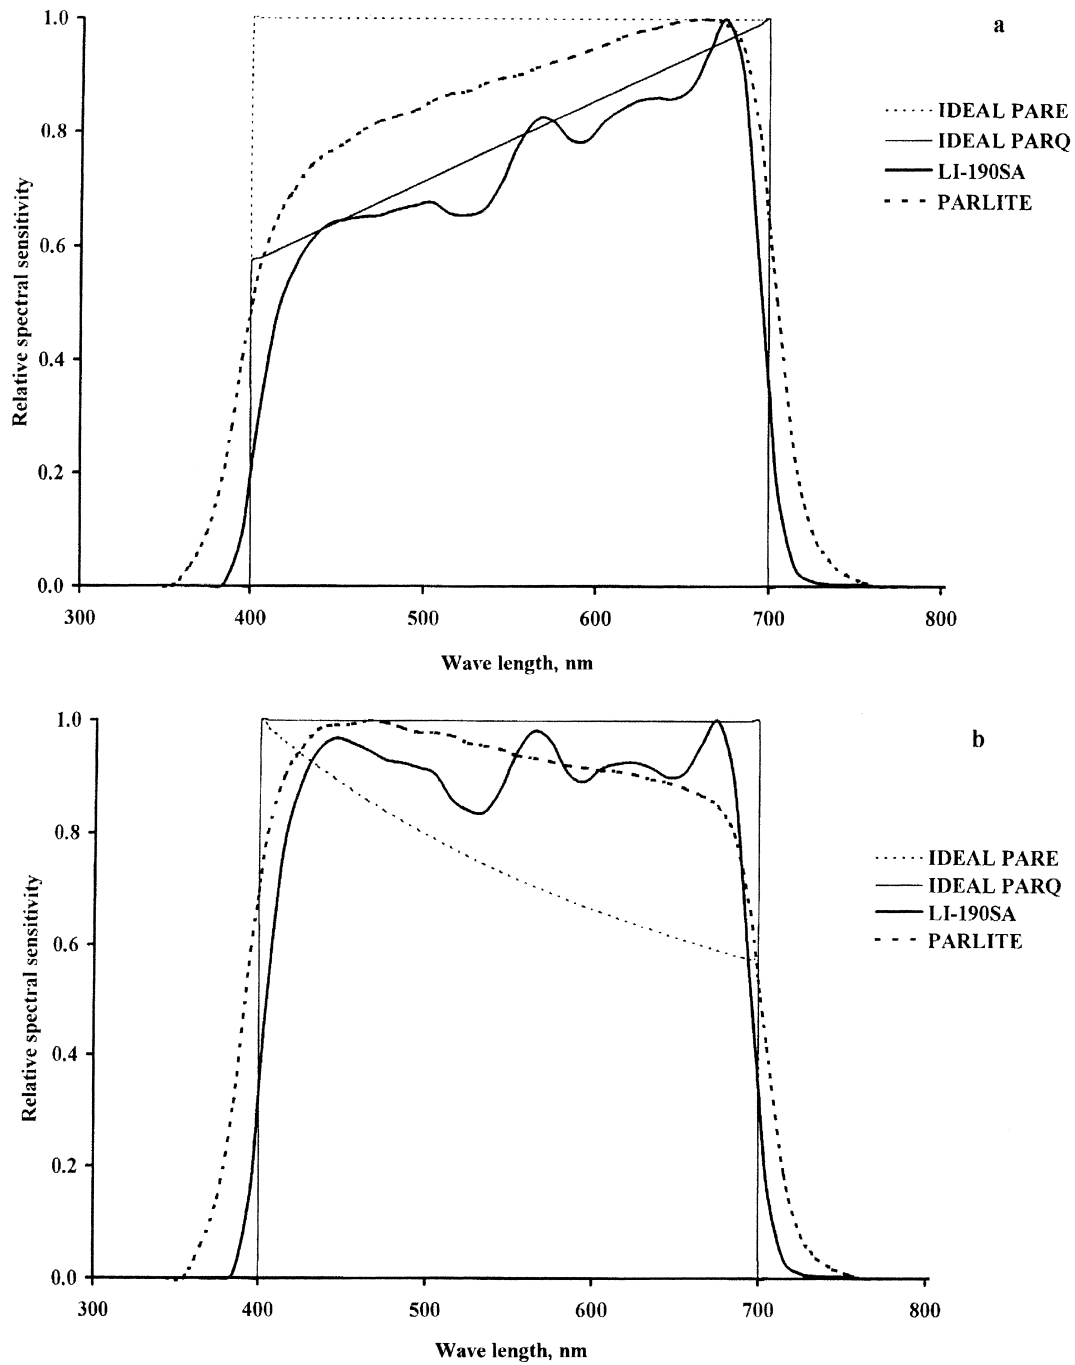 a
1.0
0.8
0.6
0.4
0.2
0.0
Relative spectral sensitivity
IDEAL PARE
IDEAL PARQ
LI-190SA
PARLITE
300 400 500 600 700 800
Wave length, nm
b
1.0
0.8
0.6
0.4
0.2
0.0
Relative spectral sensitivity
IDEAL PARE
IDEAL PARQ
LI-190SA
PARLITE
300 400 500 600 700 800
Wave length, nm